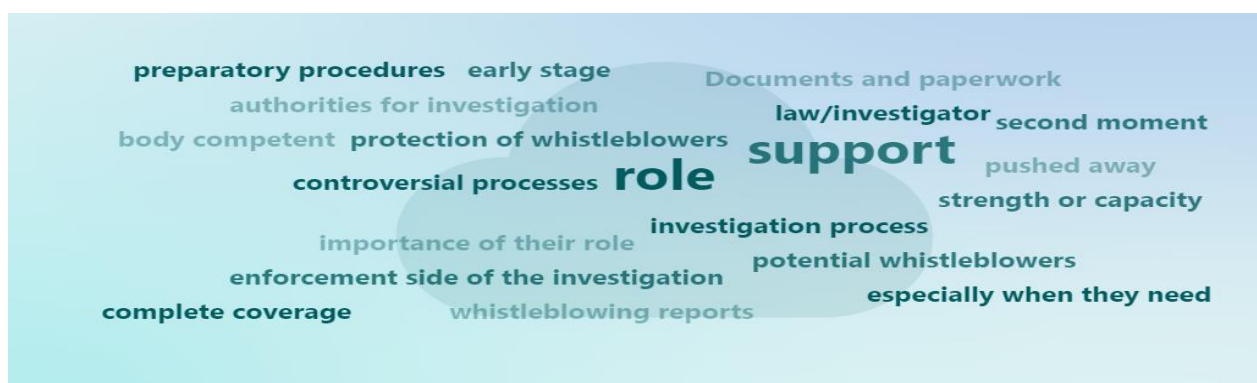 preparatory procedures early stage
Documents and paperwork
authorities for investigation
law/investigator second moment
body competent protection of whistleblowers
support
pushed away
controversial processes role
strength or capacity
investigation process
importance of their role
potential whistleblowers
enforcement side of the investigation
especially when they need
complete coverage whistleblowing reports